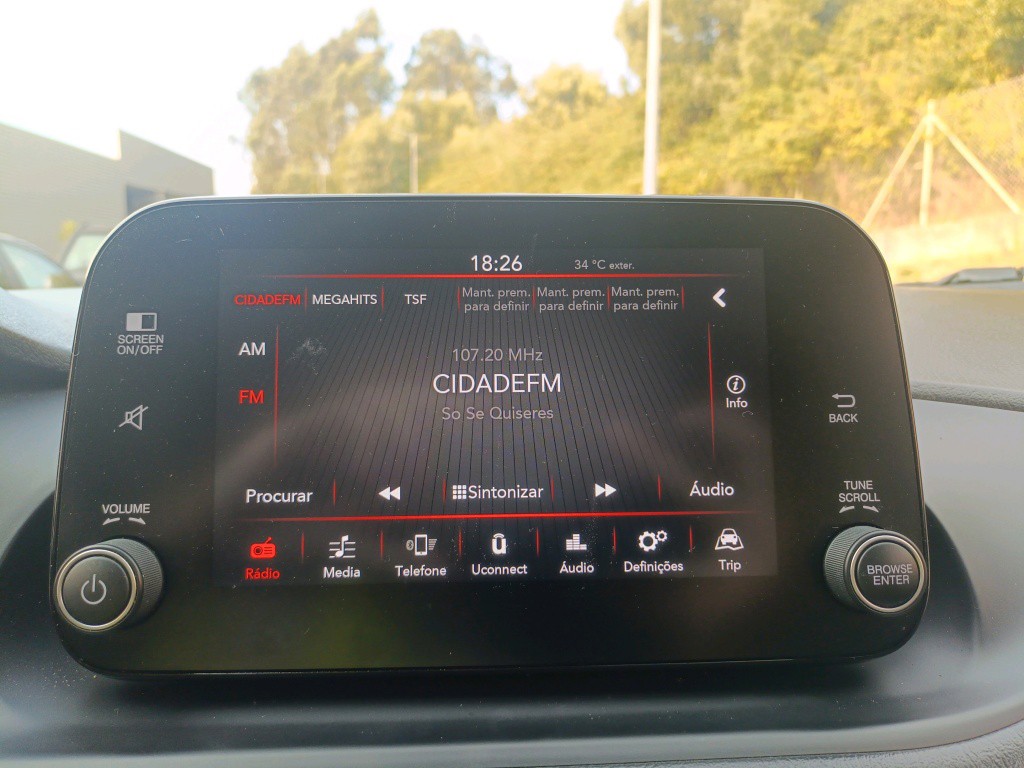 18:26
34 °C exter.
CIDADEFM
MEGAHITS
TSF
Mant. prem.
para definir
Mant. prem.
para definir
Mant. prem.
para definir
SCREEN
ON/OFF
AM
FM
107.20 MHz
CIDADEFM
So Se Quiseres
Info
BACK
Procurar
Sintonizar
Áudio
VOLUME
TUNE
SCROLL
Rádio
Media
Telefone
Uconnect
Áudio
Definições
Trip
BROWSE
ENTER